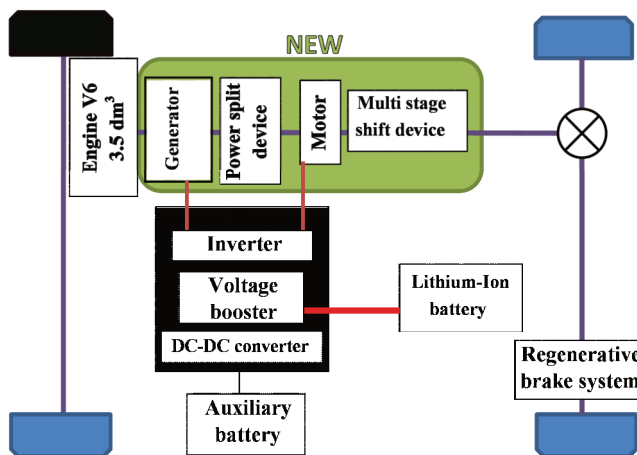 NEW
Engine V6
3.5 dm³
Generator
Power split
device
Motor
Multi stage
shift device
Inverter
Voltage
booster
DC-DC converter
Lithium-Ion
battery
Auxiliary
battery
Regenerative
brake system